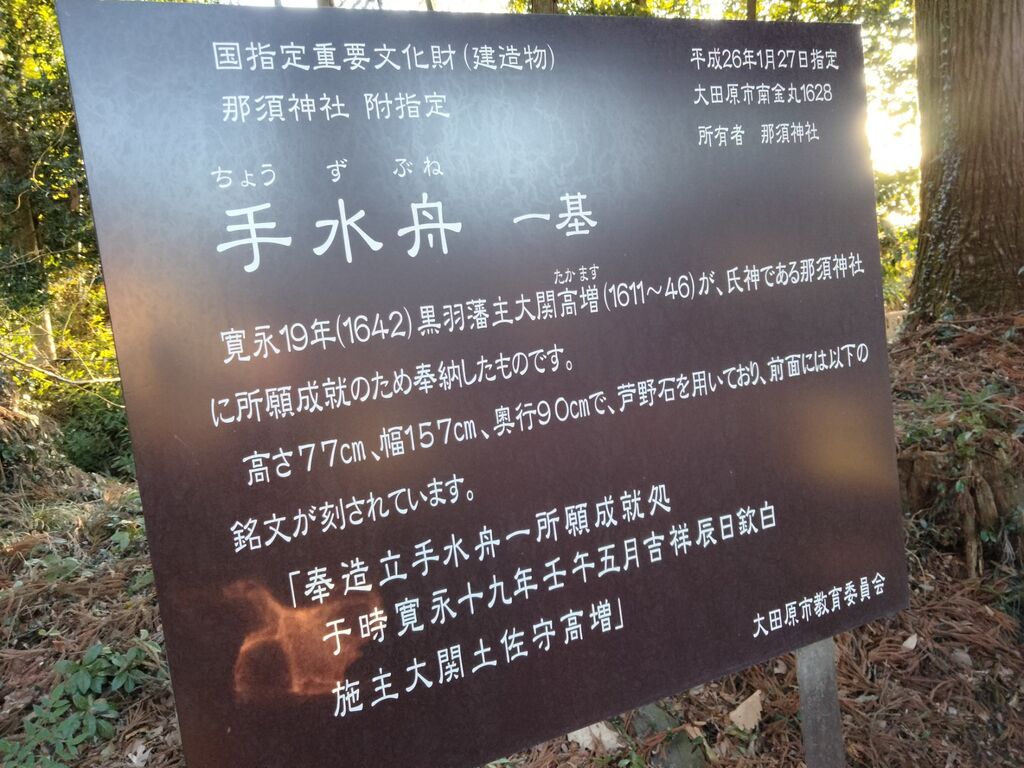 国指定重要文化財(建造物)
平成26年1月27日指定
那須神社 附指定
大田原市南金丸1628
所有者 那須神社
ちょう ず ぶね
手水舟 一基
たかます
寛永19年(1642)黒羽藩主大関高増(1611～46)が、氏神である那須神社
に所願成就のため奉納したものです。
高さ77cm、幅157cm、奥行90cmで、芦野石を用いており、前面には以下の
銘文が刻されています。
「奉造立手水舟一所願成就処
于時寛永十九年壬午五月吉祥辰日欽白
施主大関土佐守高増」
大田原市教育委員会